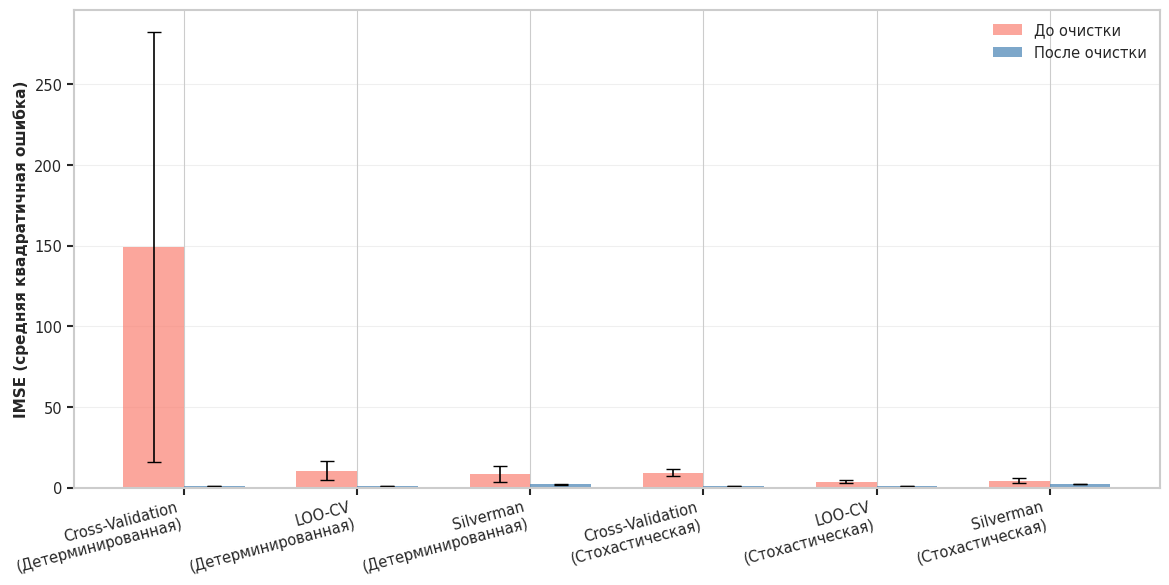 До очистки
После очистки
IMSE (средняя квадратичная ошибка)
250
200
150
100
50
0
Cross-Validation
(Детерминированная)
LOO-CV
(Детерминированная)
Silverman
(Детерминированная)
Cross-Validation
(Стохастическая)
LOO-CV
(Стохастическая)
Silverman
(Стохастическая)